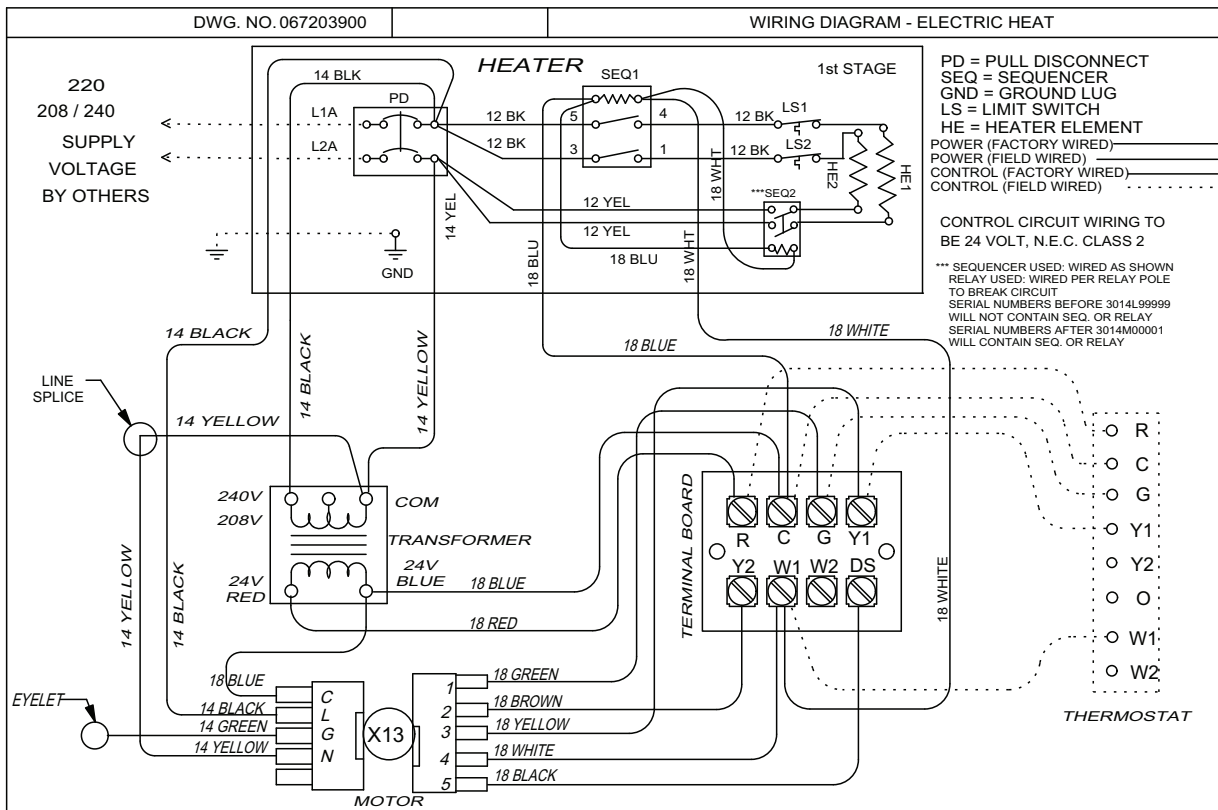 DWG. NO. 067203900
WIRING DIAGRAM - ELECTRIC HEAT
220
208 / 240
SUPPLY
VOLTAGE
BY OTHERS
HEATER
1st STAGE
14 BLK
PD
L1A
L2A
SEQ1
5
4
3
1
12 BK
12 BK
12 BK
12 BK
LS1
LS2
HE2
HE1
***SEQ2
12 YEL
12 YEL
18 BLU
18 BLU
18 WHT
18 WHT
14 YEL
GND
PD = PULL DISCONNECT
SEQ = SEQUENCER
GND = GROUND LUG
LS = LIMIT SWITCH
HE = HEATER ELEMENT
POWER (FACTORY WIRED)
POWER (FIELD WIRED)
CONTROL (FACTORY WIRED)
CONTROL (FIELD WIRED)
CONTROL CIRCUIT WIRING TO
BE 24 VOLT, N.E.C. CLASS 2
*** SEQUENCER USED: WIRED AS SHOWN
RELAY USED: WIRED PER RELAY POLE
TO BREAK CIRCUIT
SERIAL NUMBERS BEFORE 3014L99999
WILL NOT CONTAIN SEQ. OR RELAY
SERIAL NUMBERS AFTER 3014M00001
WILL CONTAIN SEQ. OR RELAY
14 BLACK
14 BLACK
14 YELLOW
18 BLUE
18 WHITE
LINE
SPLICE
14 YELLOW
240V
208V
COM
TRANSFORMER
24V
RED
24V
BLUE
18 BLUE
18 RED
14 YELLOW
14 BLACK
TERMINAL BOARD
R
C
G
Y1
Y2
W1
W2
DS
18 WHITE
R
C
G
Y1
Y2
O
W1
W2
THERMOSTAT
EYELET
18 BLUE
14 BLACK
14 GREEN
14 YELLOW
C
L
G
N
X13
MOTOR
1
2
3
4
5
18 GREEN
18 BROWN
18 YELLOW
18 WHITE
18 BLACK